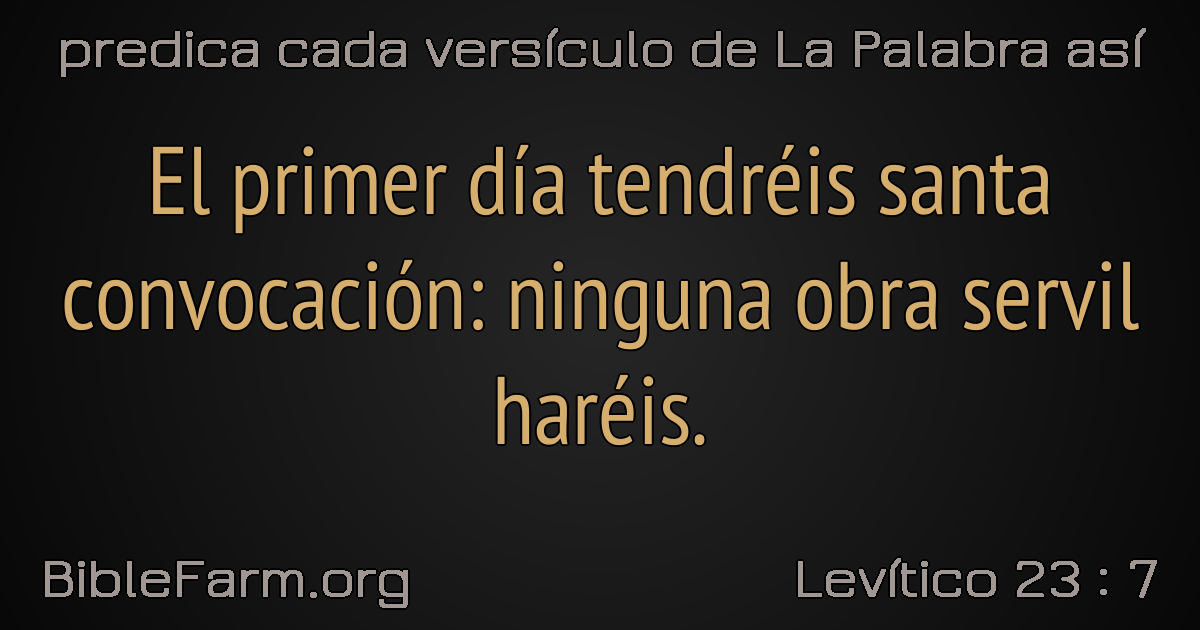 predica cada versículo de La Palabra así
El primer día tendréis santa
convocación: ninguna obra servil
haréis.
BibleFarm.org
Levítico 23 : 7